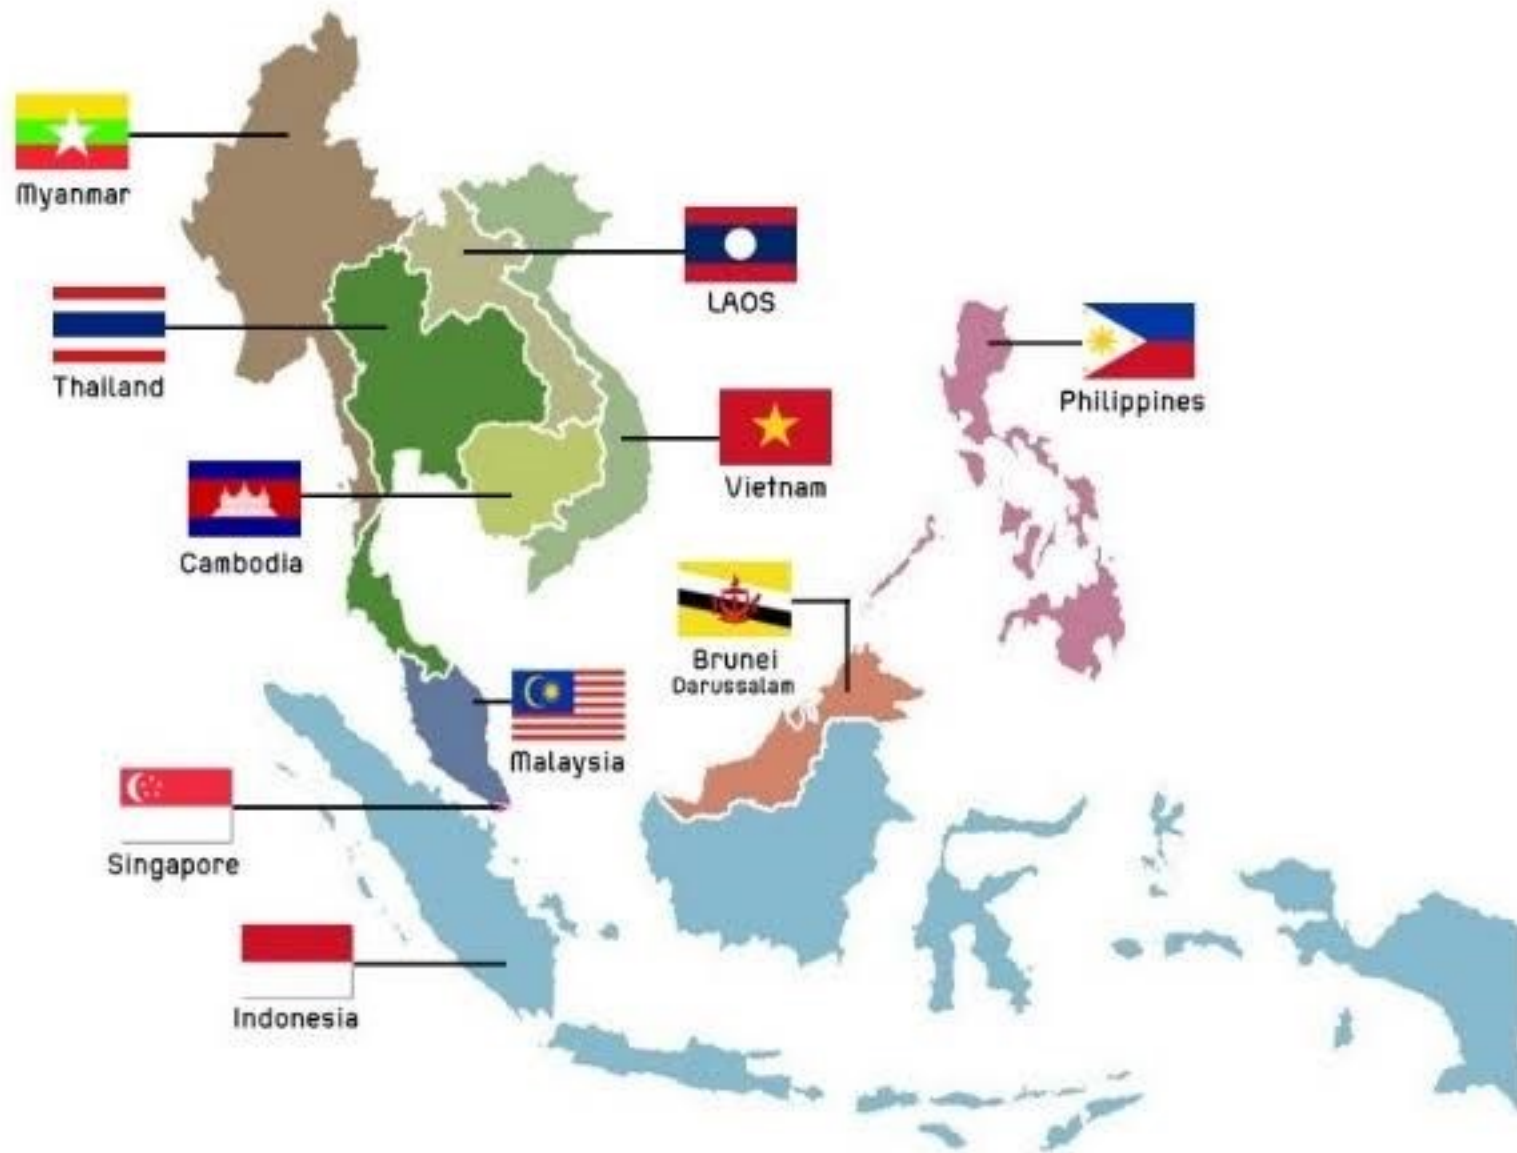 Myanmar
LAOS
Thailand
Philippines
Vietnam
Cambodia
Brunei
Darussalam
Malaysia
Singapore
Indonesia